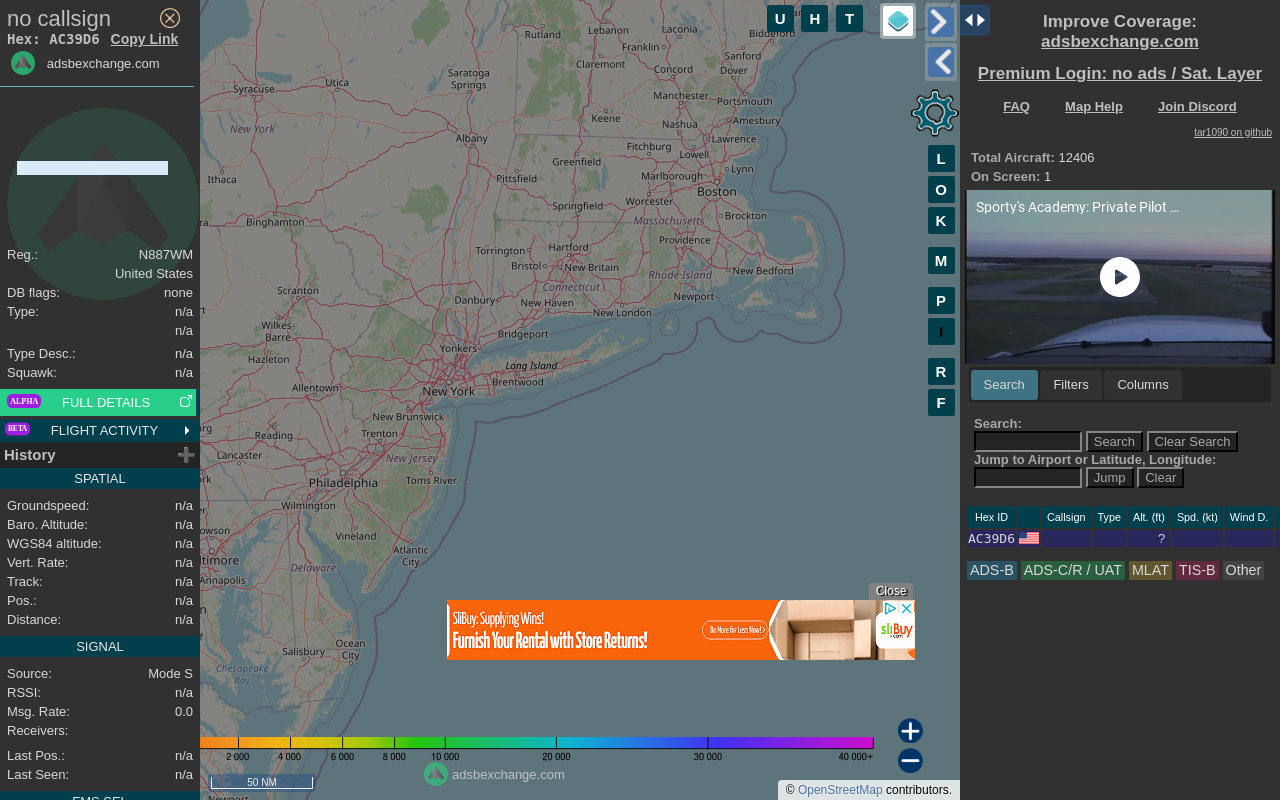 no callsign
Hex: AC39D6 Copy Link
adsbexchange.com
Reg.: N887WM
United States
DB flags: none
Type: n/a
n/a
Type Desc.: n/a
Squawk: n/a
ALPHA FULL DETAILS
BETA FLIGHT ACTIVITY
History
SPATIAL
Groundspeed: n/a
Baro. Altitude: n/a
WGS84 altitude: n/a
Vert. Rate: n/a
Track: n/a
Pos.: n/a
Distance: n/a
SIGNAL
Source: Mode S
RSSI: n/a
Msg. Rate: 0.0
Receivers:
Last Pos.: n/a
Last Seen: n/a
FMS SEL
U H T
L
O
K
M
P
I
R
F
Rutland
Lebanon
Laconia
Biddeford
Franklin
Sanford
Claremont
Concord
Dover
Saratoga
Springs
Utica
Syracuse
Manchester
Portsmouth
Keene
Nashua
Amesbury
New York
Albany
Lawrence
Fitchburg
Lowell
Greenfield
Lynn
Ithaca
Pittsfield
Marlborough
Boston
Worcester
Springfield
Massachusetts
Brockton
Binghamton
Providence
Hartford
Torrington
Bristol
New Britain
New Bedford
Rhode Island
Scranton
Connecticut
Newport
Danbury
New Haven
New London
Wilkes-
Barre
Bridgeport
Yonkers
Hazleton
Long Island
Brentwood
Allentown
New York
New Brunswick
Reading
Trenton
Lancaster
New Jersey
Philadelphia
Toms River
Wilmington
Vineland
Atlantic
City
Delaware
Annapolis
Ocean
City
Salisbury
Chesapeake
Bay
Close
SliBuy: Supplying Wins!
Furnish Your Rental with Store Returns!
Do More for Less Now!
sliBuy
2 000 4 000 6 000 8 000 10 000 20 000 30 000 40 000+
adsbexchange.com
50 NM
© OpenStreetMap contributors.
Improve Coverage:
adsbexchange.com
Premium Login: no ads / Sat. Layer
FAQ Map Help Join Discord
tar1090 on github
Total Aircraft: 12406
On Screen: 1
Sporty's Academy: Private Pilot ...
Search Filters Columns
Search:
Search Clear Search
Jump to Airport or Latitude, Longitude:
Jump Clear
Hex ID Callsign Type Alt. (ft) Spd. (kt) Wind D.
AC39D6 ?
ADS-B ADS-C/R / UAT MLAT TIS-B Other